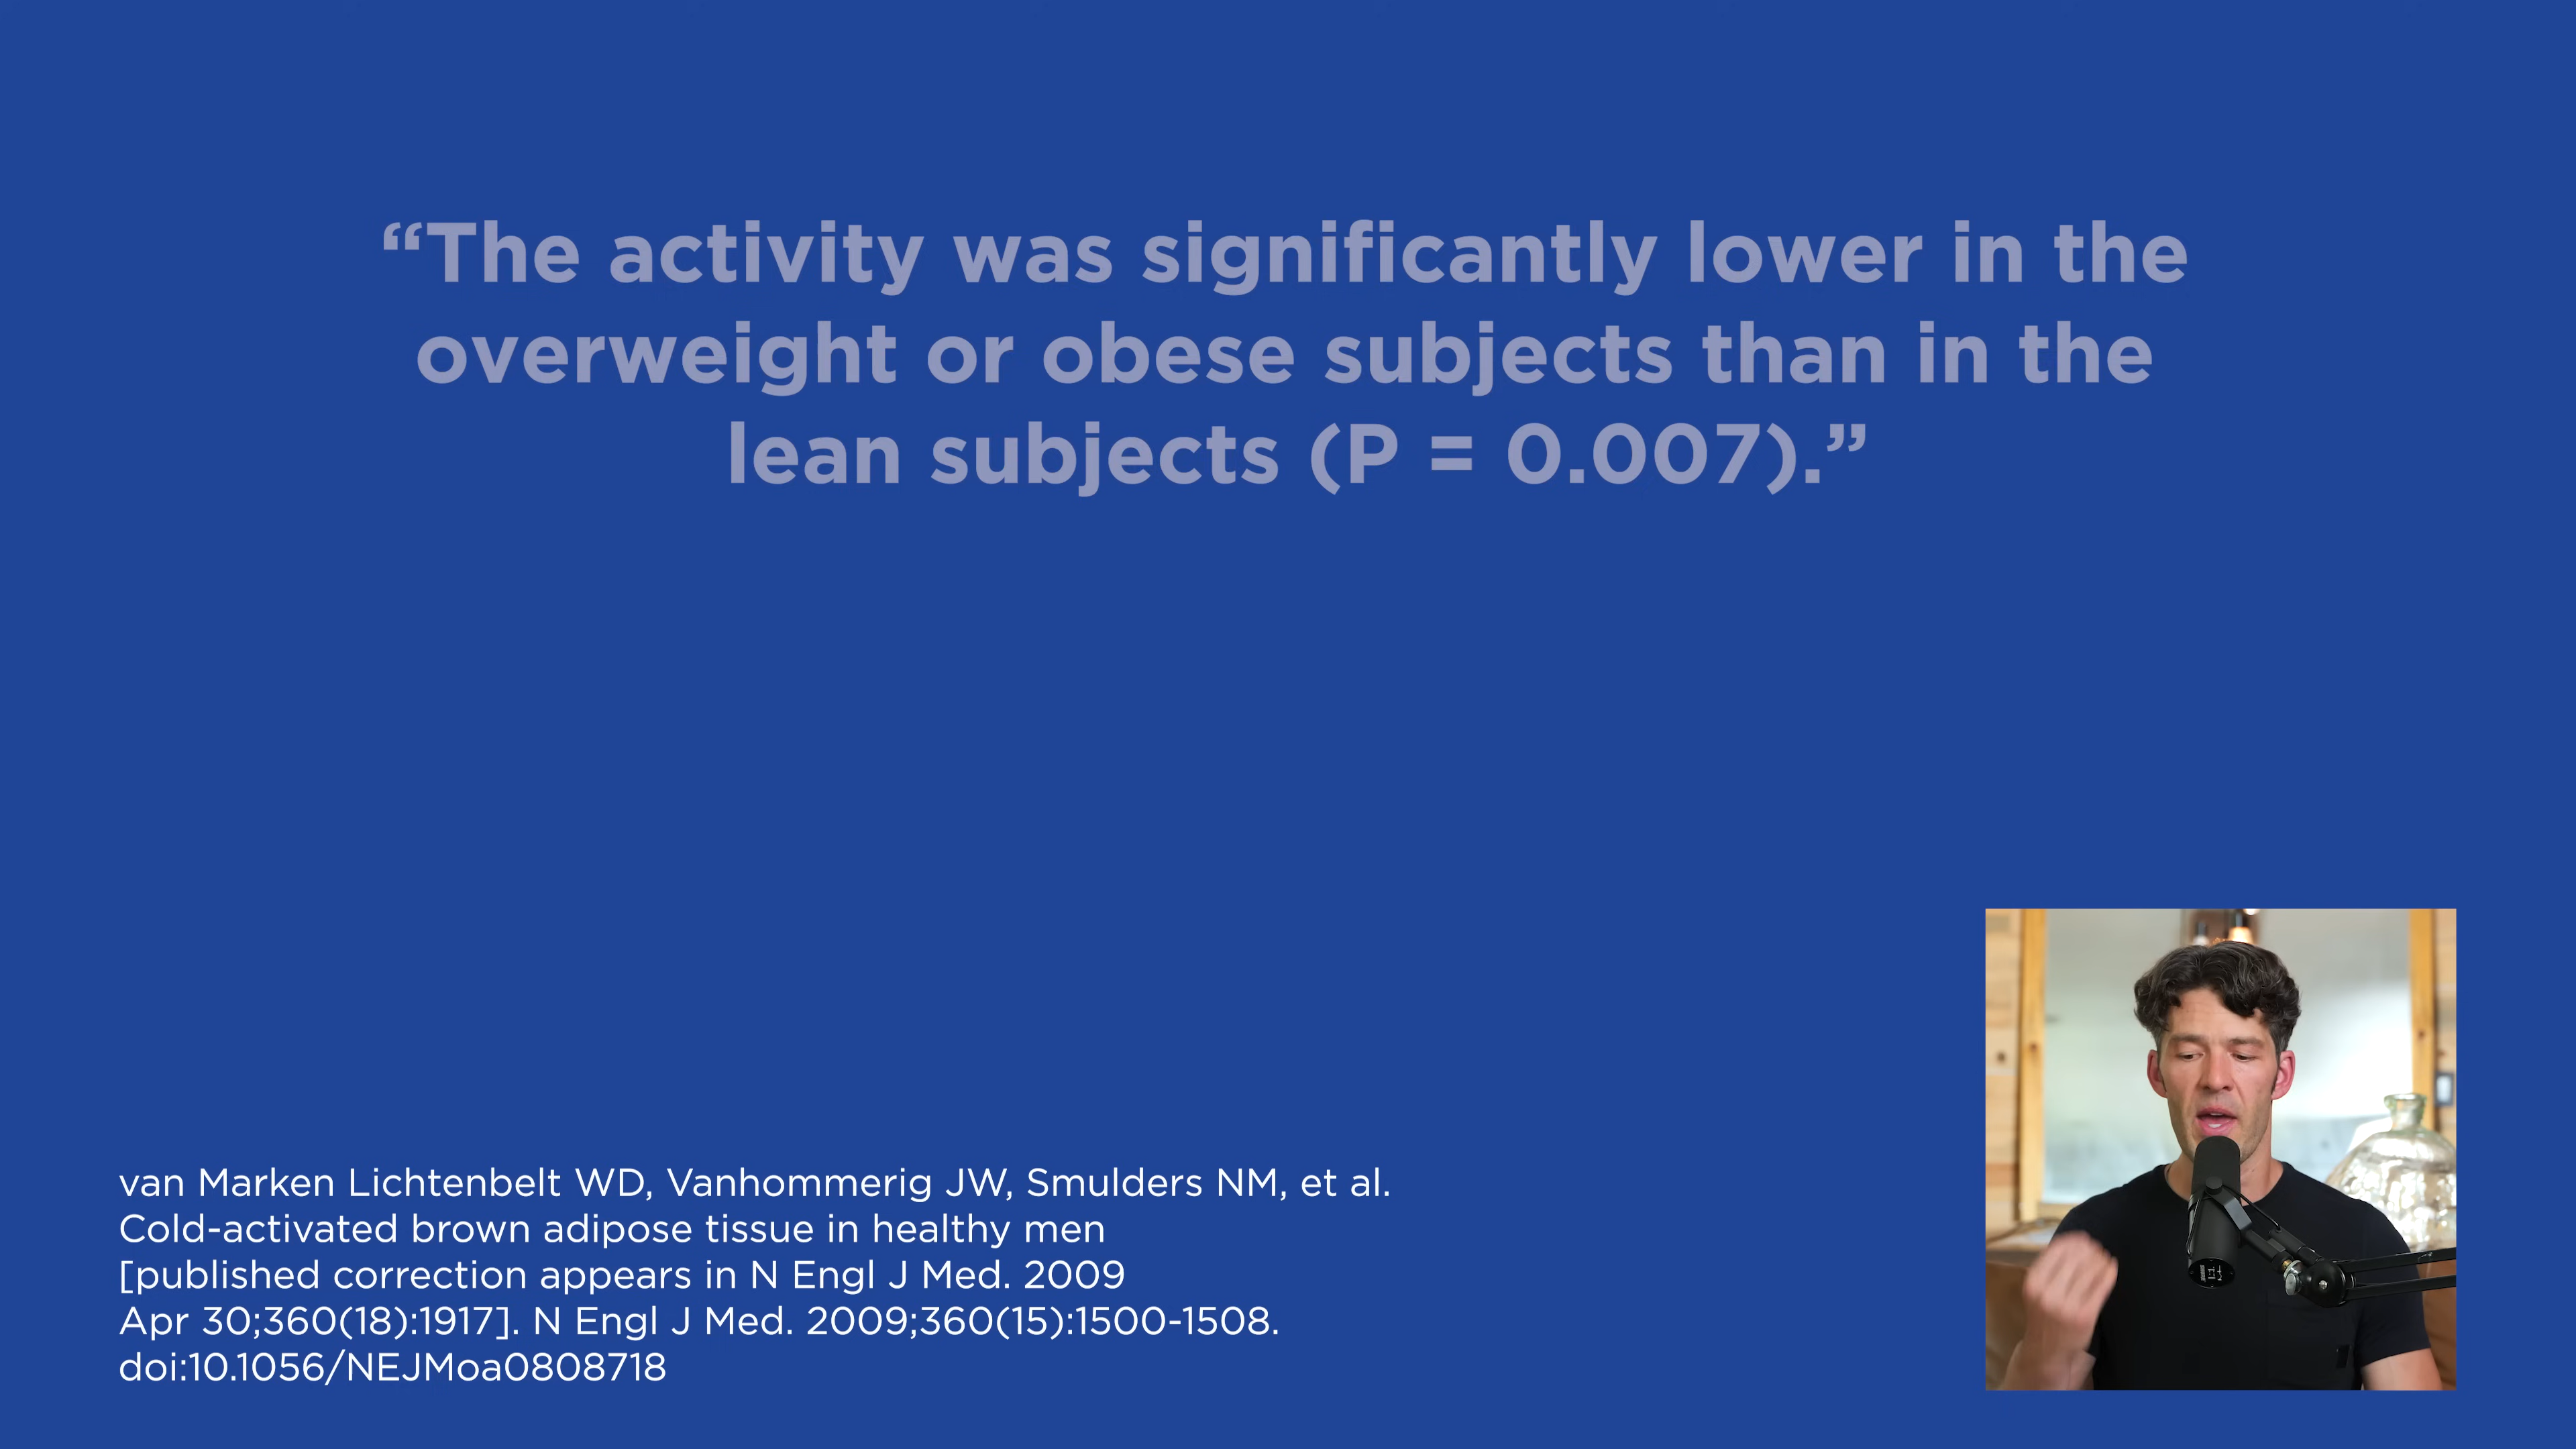 “The activity was significantly lower in the
overweight or obese subjects than in the
lean subjects (P = 0.007).”
van Marken Lichtenbelt WD, Vanhommerig JW, Smulders NM, et al.
Cold-activated brown adipose tissue in healthy men
[published correction appears in N Engl J Med. 2009
Apr 30;360(18):1917]. N Engl J Med. 2009;360(15):1500-1508.
doi:10.1056/NEJMoa0808718